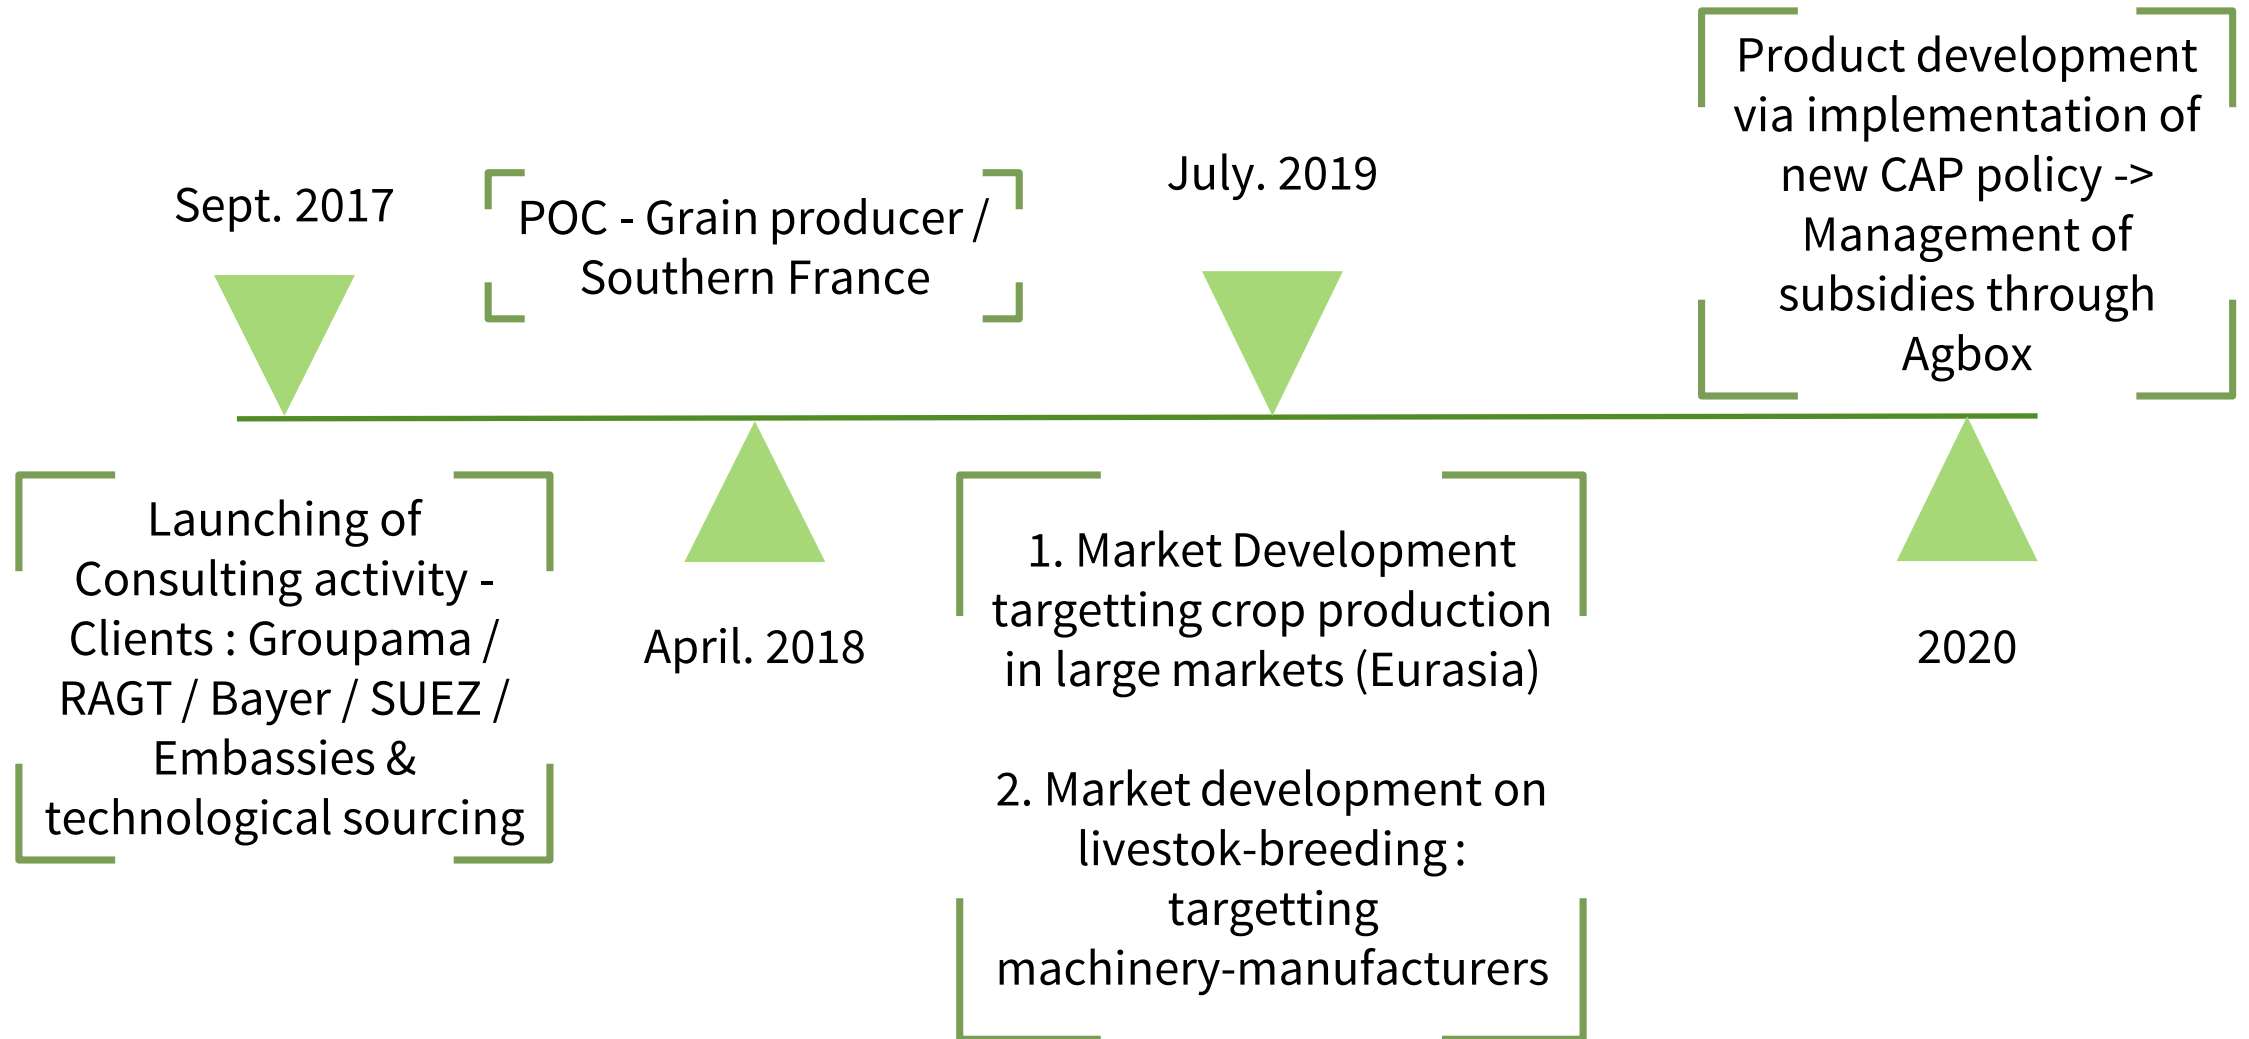 Sept. 2017
Launching of
Consulting activity -
Clients : Groupama /
RAGT / Bayer / SUEZ /
Embassies &
technological sourcing
POC - Grain producer /
Southern France
April. 2018
July. 2019
1. Market Development
targetting crop production
in large markets (Eurasia)
2. Market development on
livestok-breeding :
targetting
machinery-manufacturers
Product development
via implementation of
new CAP policy ->
Management of
subsidies through
Agbox
2020